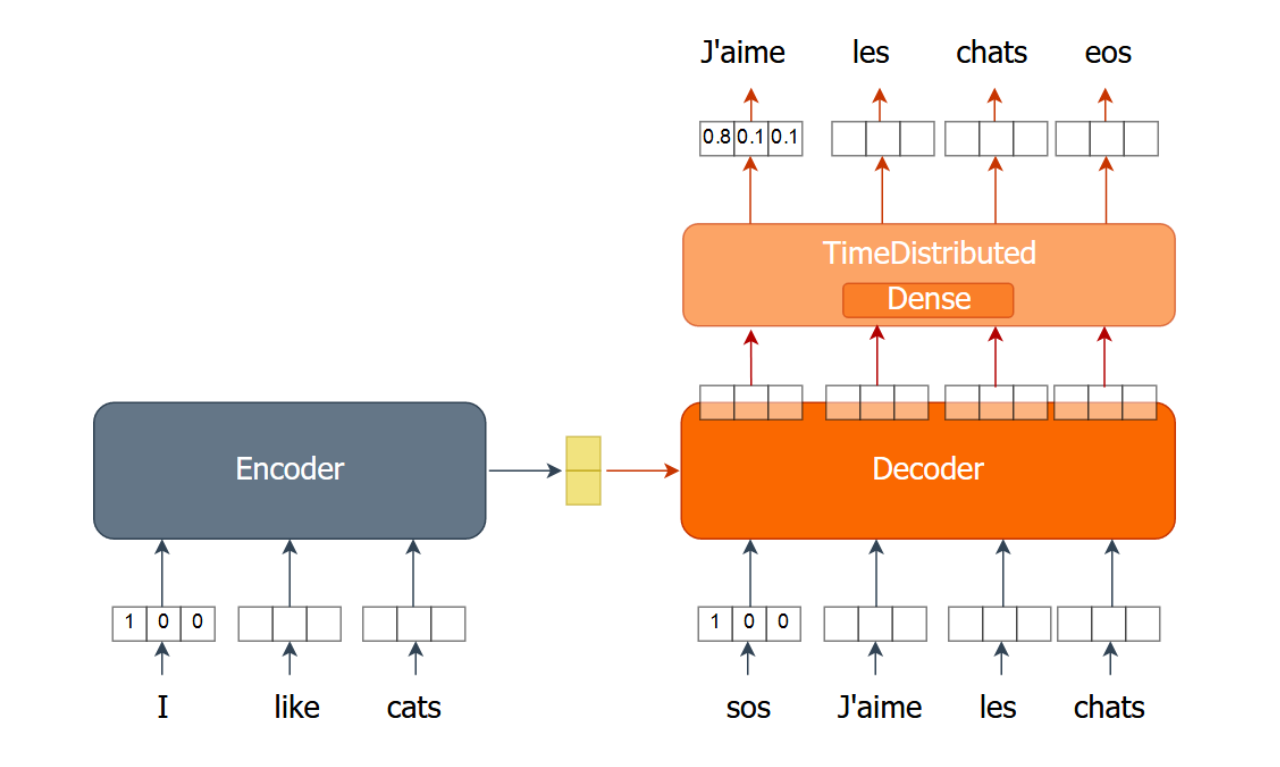 J'aime les chats eos
0.8 0.1 0.1
TimeDistributed
Dense
Encoder
Decoder
1 0 0
1 0 0
I like cats
sos J'aime les chats